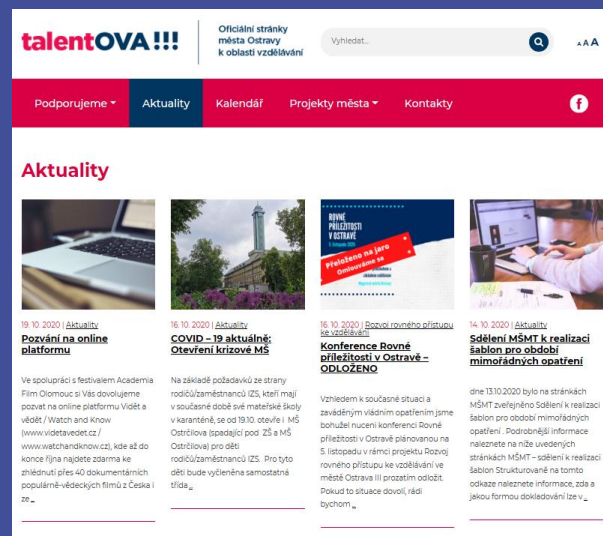 talentOVA!!!
Oficiální stránky
města Ostravy
k oblasti vzdělávání
Vyhledat...
A A A
Podporujeme
Aktuality
Kalendář
Projekty města
Kontakty
Aktuality
19. 10. 2020 | Aktuality
Pozvání na online
platformu
Ve spolupráci s festivalem Academia
Film Olomouc si Vás dovolujeme
pozvat na online platformu Vidět a
vědět / Watch and Know
(www.videtavedet.cz /
www.watchandknow.cz), kde až do
konce října najdete zdarma ke
zhlédnutí přes 40 dokumentárních
populárně-vědeckých filmů z Česka i
ze ...
16. 10. 2020 | Aktuality
COVID – 19 aktuálně:
Otevření krizové MŠ
Na základě požadavků ze strany
rodičů/zaměstnanců IZS, kteří mají
v současné době své mateřské školy
v karanténě, se od 19.10. otevře i MŠ
Ostrčilova (spadající pod ZŠ a MŠ
Ostrčilova) pro děti
rodičů/zaměstnanců IZS. Pro tyto
děti bude vyčleněna samostatná
třída ...
ROVNÉ
PŘÍLEŽITOSTI
V OSTRAVĚ
5. listopadu 2020
Přeloženo na jaro
Omlouváme se
16. 10. 2020 | Rozvoj rovného přístupu
ke vzdělávání
Konference Rovné
příležitosti v Ostravě –
ODLOŽENO
Vzhledem k současné situaci a
zaváděným vládním opatřením jsme
bohužel nuceni konferenci Rovné
příležitosti v Ostravě plánovanou na
5. listopadu v rámci projektu Rozvoj
rovného přístupu ke vzdělávání ve
městě Ostrava III prozatím odložit.
Pokud to situace dovolí, rádi
bychom ...
14. 10. 2020 | Aktuality
Sdělení MŠMT k realizaci
šablon pro období
mimořádných opatření
dne 13.10.2020 bylo na stránkách
MŠMT zveřejněno Sdělení k realizaci
šablon pro období mimořádných
opatření . Podrobnější informace
naleznete na níže uvedených
stránkách MŠMT – sdělení k realizaci
šablon Strukturovaně na tomto
odkaze naleznete informace, zda a
jakou formou dokladování lze v ...